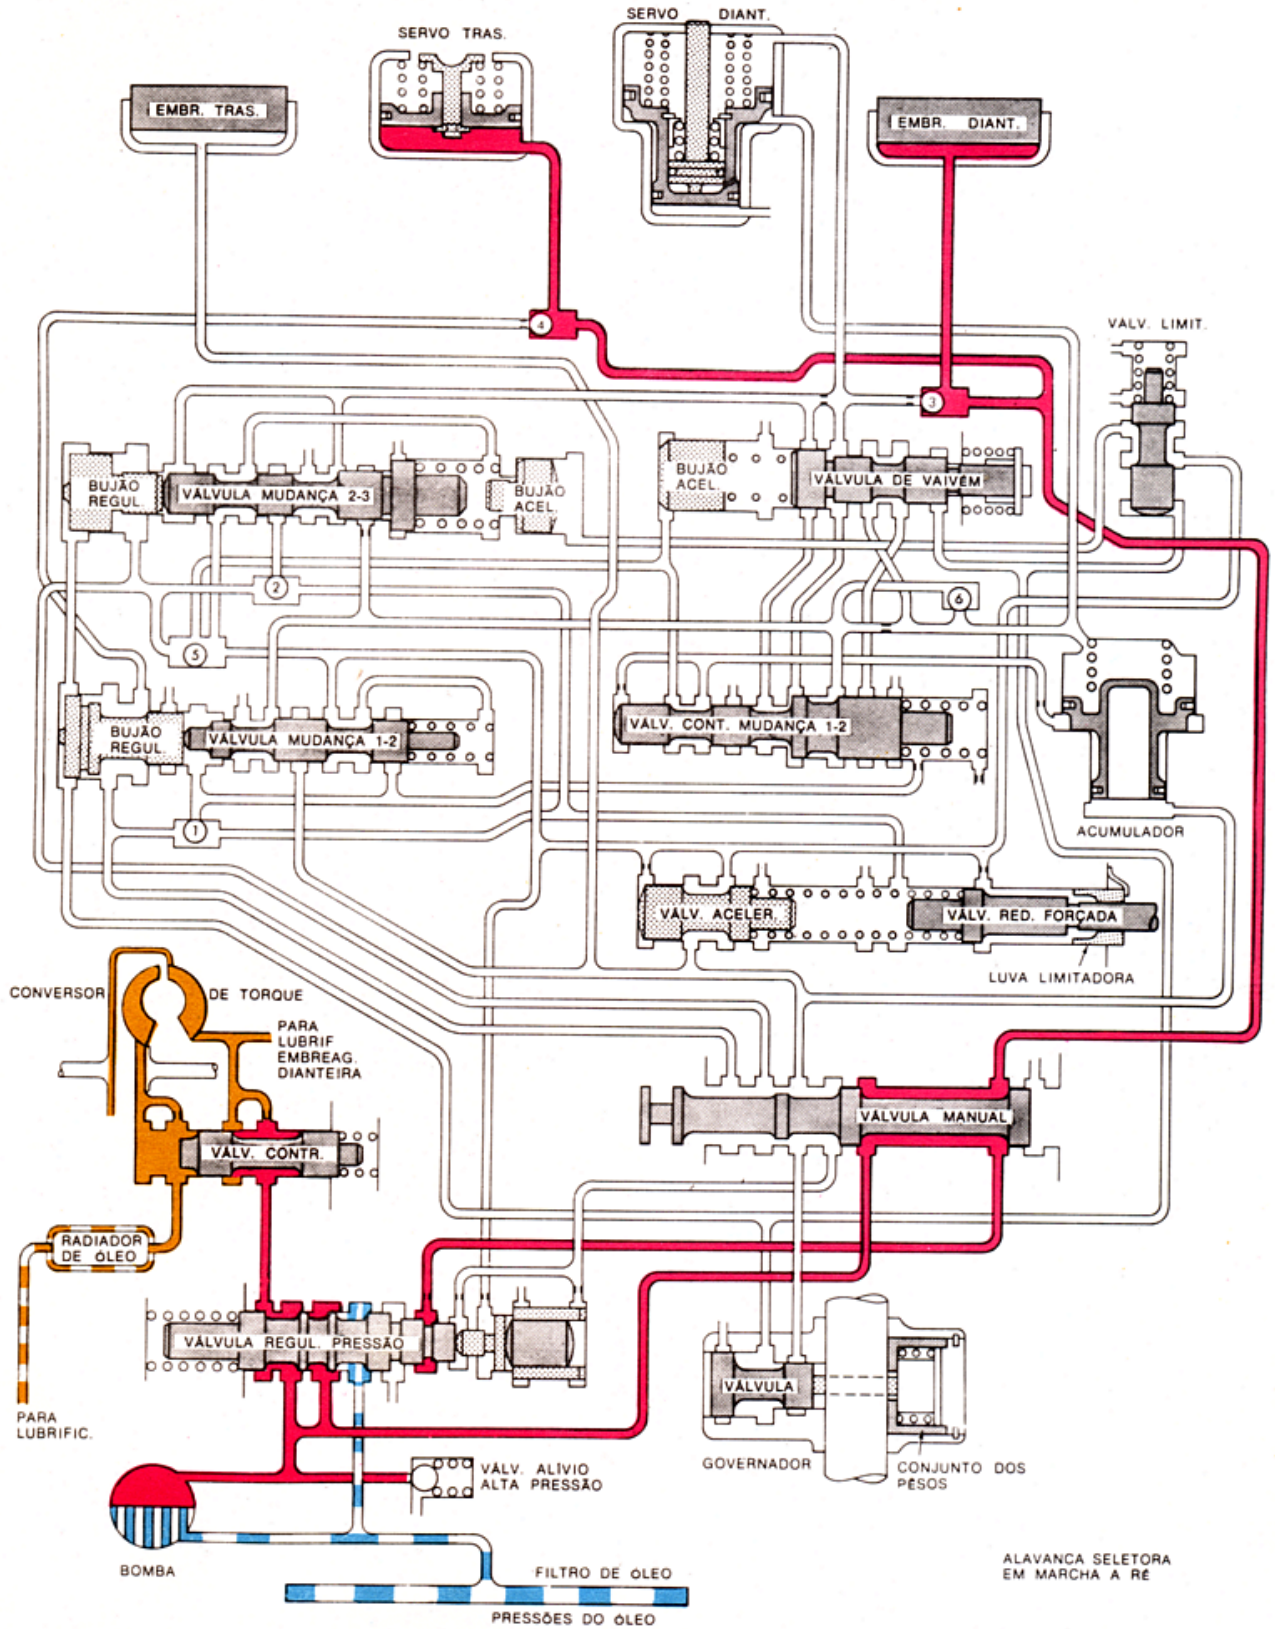 SERVO TRAS.
SERVO DIANT.
EMBR. TRAS.
EMBR. DIANT.
4
VALV. LIMIT.
3
BUJÃO
REGUL.
VÁLVULA MUDANÇA 2-3
BUJÃO
ACEL.
BUJÃO
ACEL.
VÁLVULA DE VAIVÉM
2
6
5
BUJÃO
REGUL.
VÁLVULA MUDANÇA 1-2
VÁLV. CONT. MUDANÇA 1-2
1
ACUMULADOR
VÁLV. ACELER.
VÁLV. RED. FORÇADA
LUVA LIMITADORA
CONVERSOR DE TORQUE
PARA
LUBRIF
EMBREAG.
DIANTEIRA
VÁLVULA MANUAL
VÁLV. CONTR.
RADIADOR
DE ÓLEO
VÁLVULA REGUL. PRESSÃO
VÁLVULA
PARA
LUBRIFIC.
GOVERNADOR
CONJUNTO DOS
PÊSOS
VÁLV. ALÍVIO
ALTA PRESSÃO
BOMBA
FILTRO DE ÓLEO
PRESSÕES DO ÓLEO
ALAVANCA SELETORA
EM MARCHA A RÉ